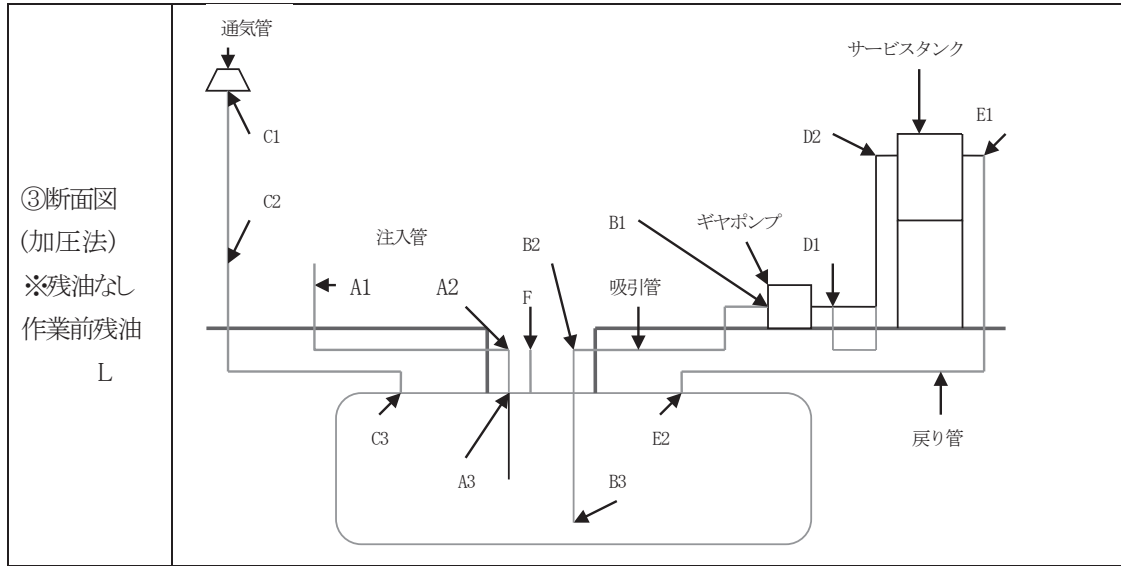 ③断面図
(加圧法)
※残油なし
作業前残油
L
通気管
サービスタンク
C1
D2
E1
C2
注入管
B2
B1
ギヤポンプ
D1
A1
A2
F
吸引管
C3
E2
戻り管
A3
B3